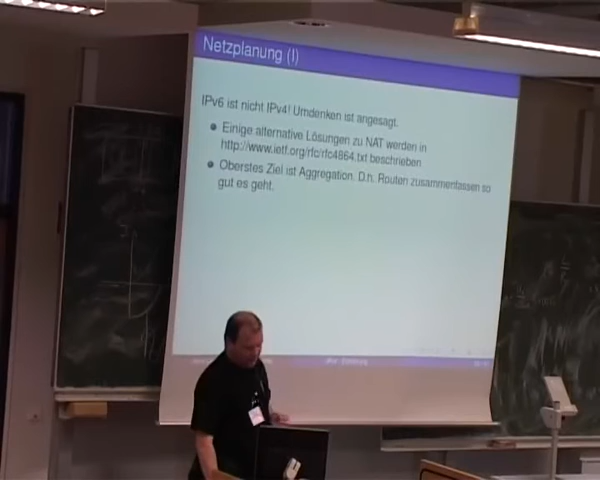 Netzplanung (I)
IPv6 ist nicht IPv4! Umdenken ist angesagt.
Einige alternative Lösungen zu NAT werden in
http://www.ietf.org/rfc/rfc4864.txt beschrieben
Oberstes Ziel ist Aggregation. D.h. Routen zusammenfassen so
gut es geht.